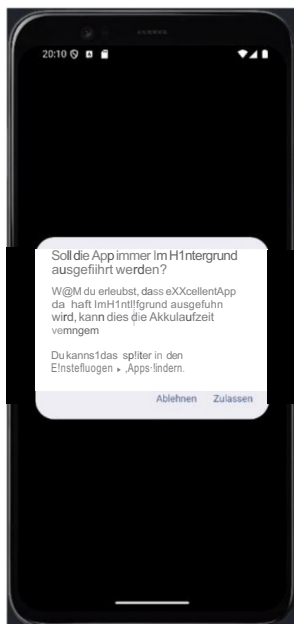 20:10
Soll die App immer Im H1ntergrund
ausgefiihrt werden?
W@M du erleubst, dass eXXcellentApp
da haft ImH1ntl!fgrund ausgefuhn
wird, kann dies die Akkulaufzeit
vemngem
Du kanns1das sp!iter in den
E!nstefluogen ▸ ,Apps·!indern.
Ablehnen Zulassen